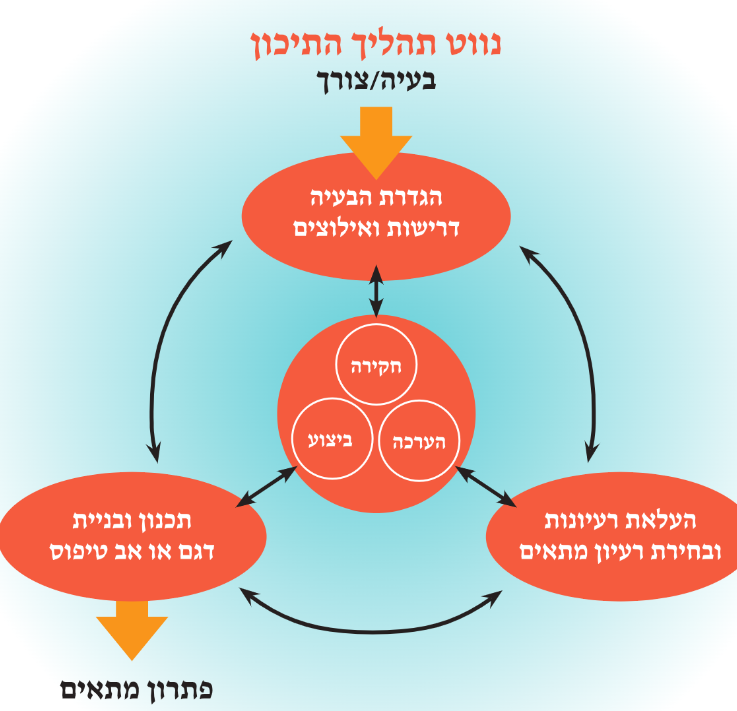 נווט תהליך התיכון
בעיה/צורך
הגדרת הבעיה
דרישות ואילוצים
חקירה
ביצוע
הערכה
העלאת רעיונות
ובחירת רעיון מתאים
תכנון ובניית
דגם או אב טיפוס
פתרון מתאים